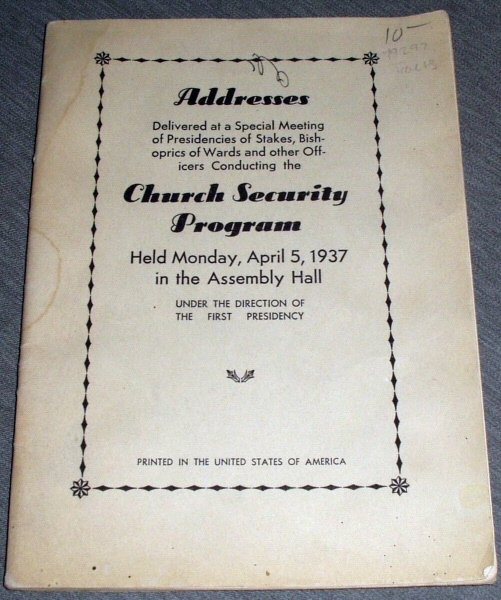 10-
Addresses
Delivered at a Special Meeting
of Presidencies of Stakes, Bish-
oprics of Wards and other Off-
icers Conducting the
Church Security
Program
Held Monday, April 5, 1937
in the Assembly Hall
UNDER THE DIRECTION OF
THE FIRST PRESIDENCY
PRINTED IN THE UNITED STATES OF AMERICA